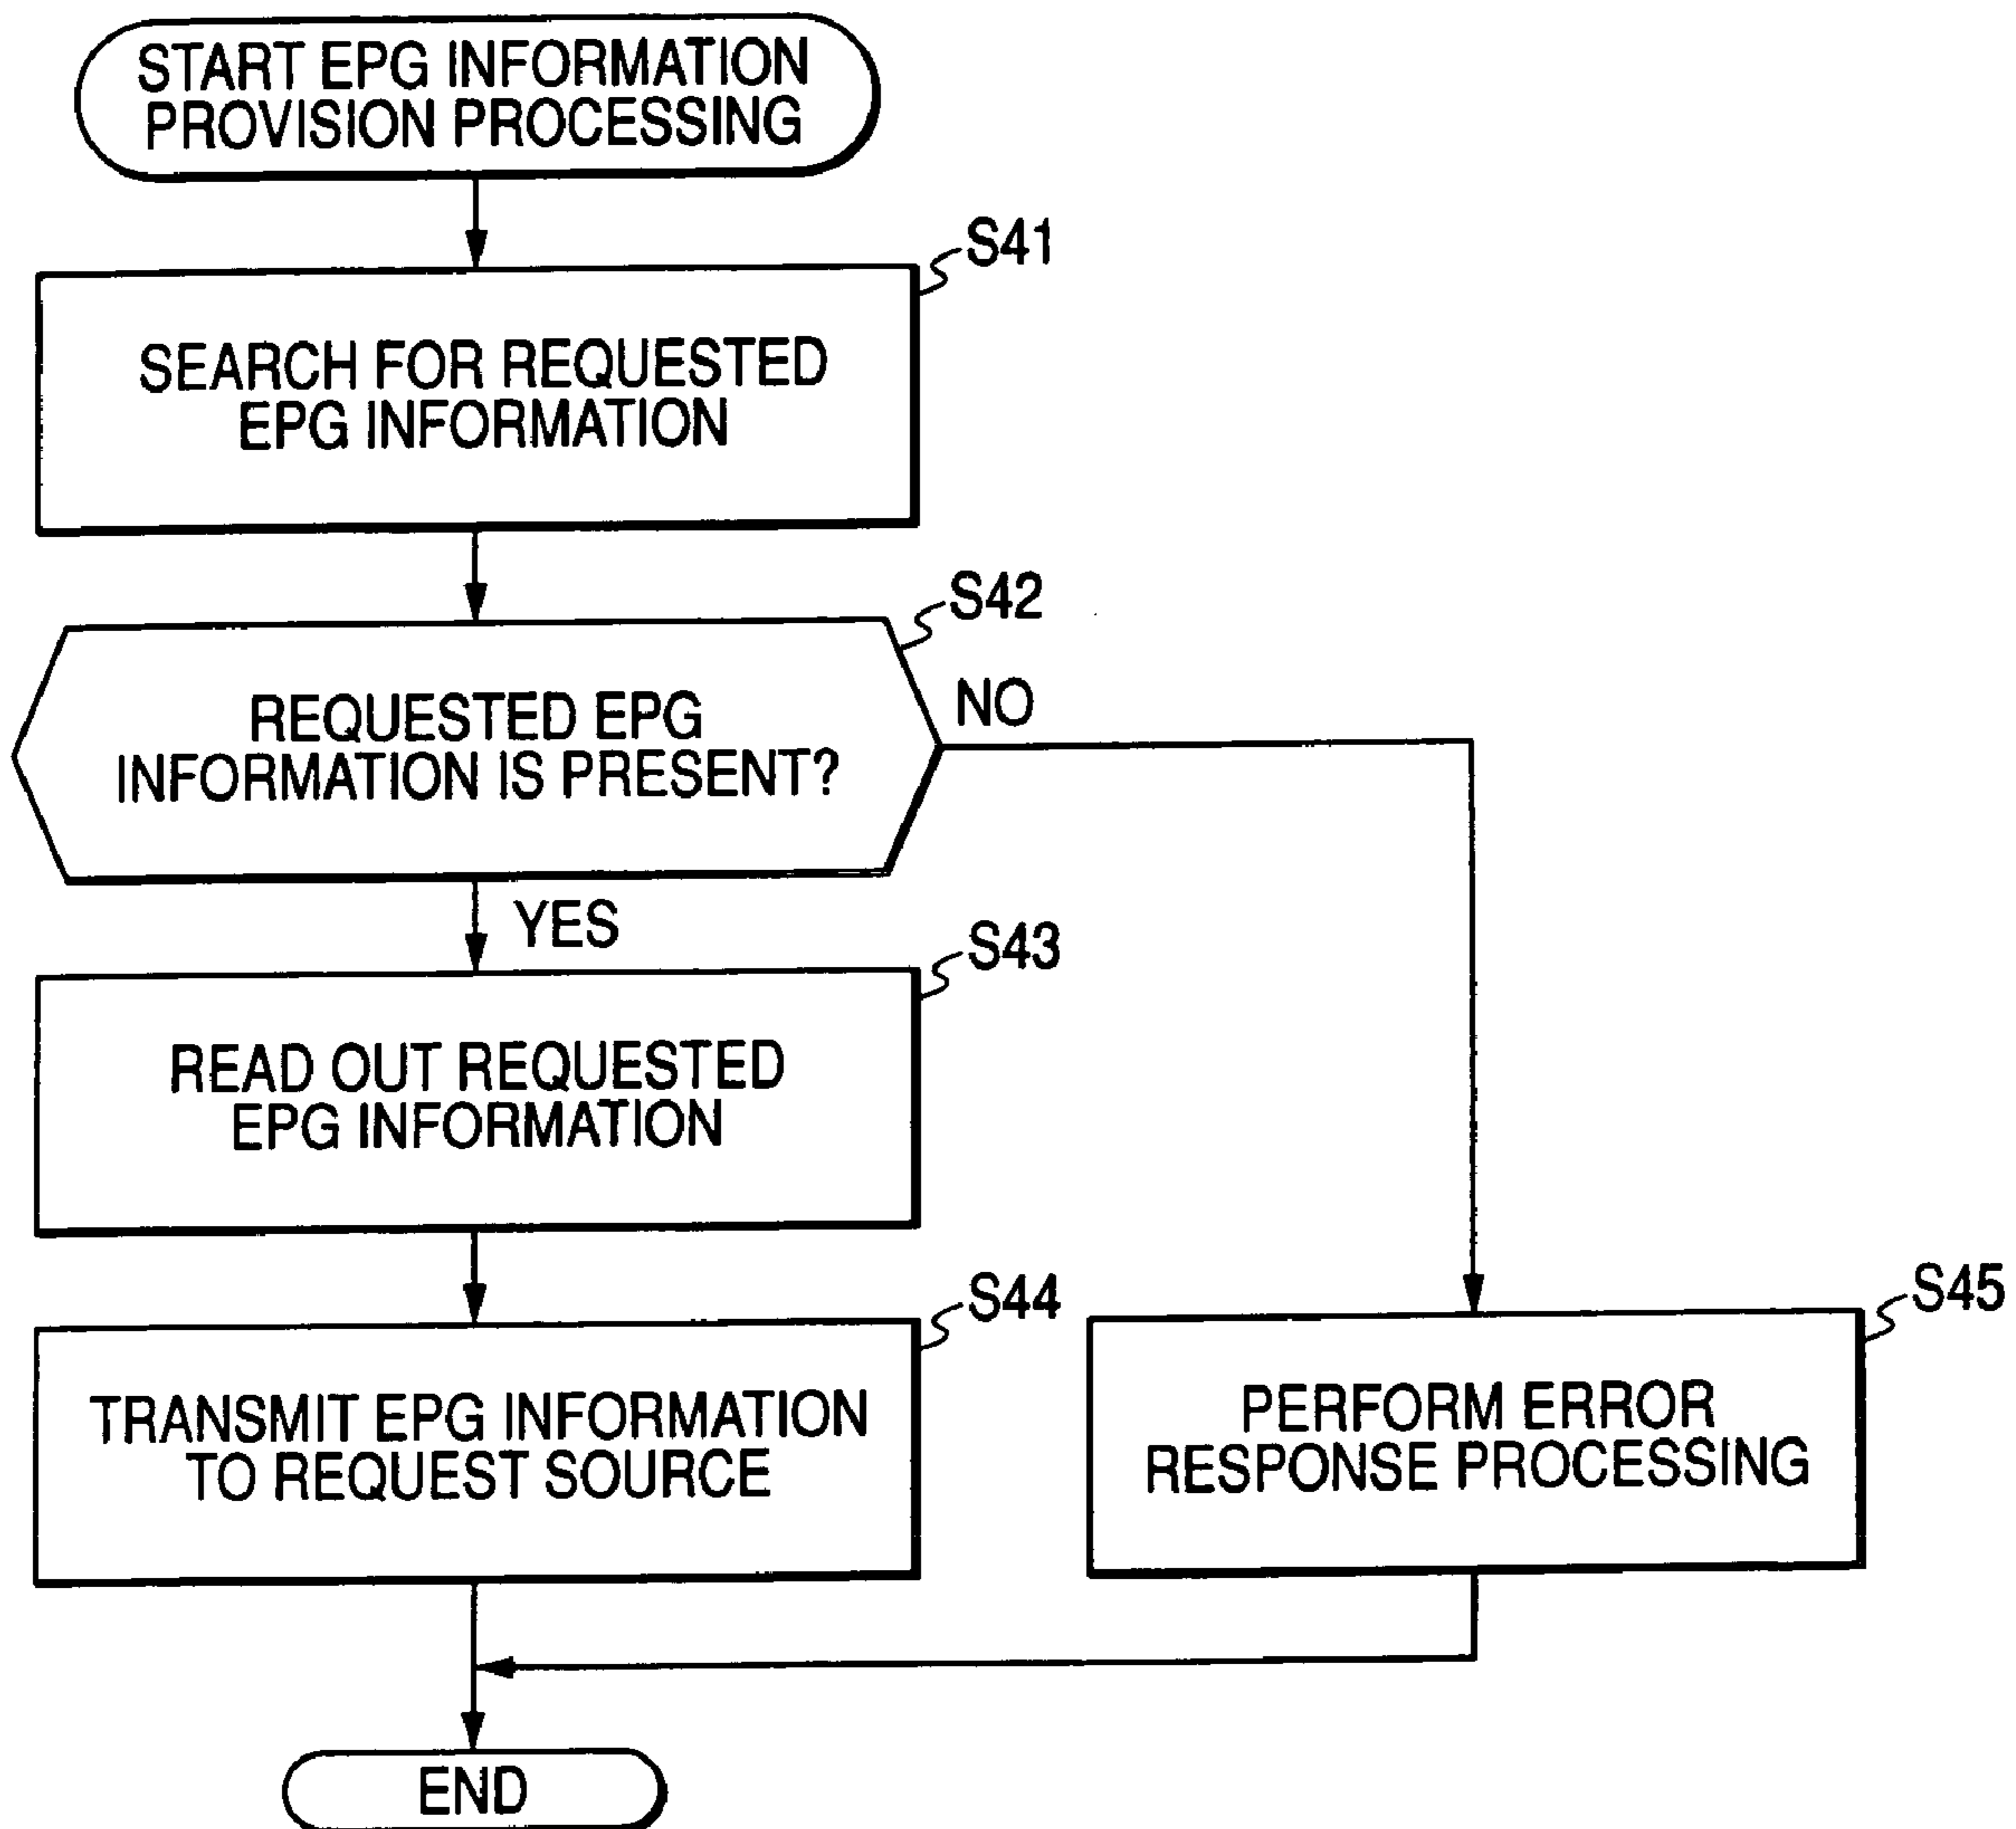 START EPG INFORMATION
PROVISION PROCESSING
S41
SEARCH FOR REQUESTED
EPG INFORMATION
S42
REQUESTED EPG
INFORMATION IS PRESENT?
NO
YES
S43
READ OUT REQUESTED
EPG INFORMATION
S44
TRANSMIT EPG INFORMATION
TO REQUEST SOURCE
S45
PERFORM ERROR
RESPONSE PROCESSING
END